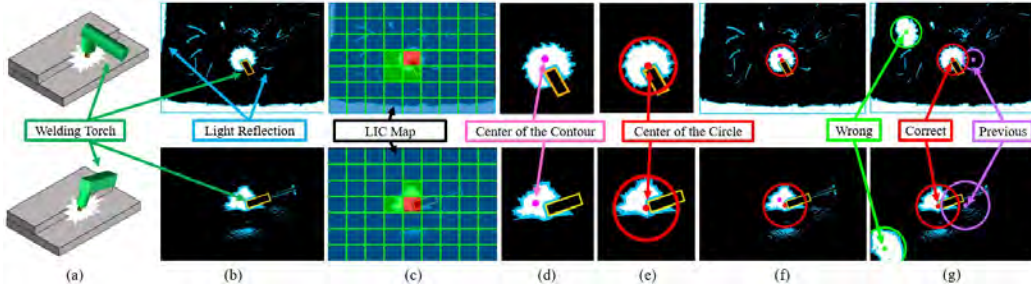 Welding Torch
Light Reflection
LIC Map
Center of the Contour
Center of the Circle
Wrong
Correct
Previous
(a)
(b)
(c)
(d)
(e)
(f)
(g)